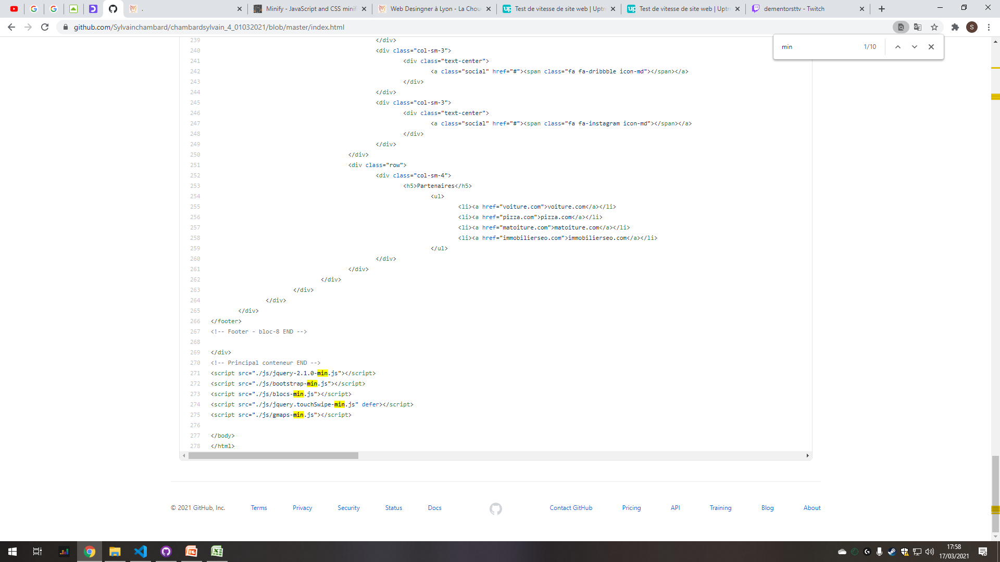 .
Minify - JavaScript and CSS minif
Web Desingner à Lyon - La Chou
Test de vitesse de site web | Uptr
Test de vitesse de site web | Uptr
dementorsttv - Twitch
github.com/Sylvainchambard/chambardsylvain_4_01032021/blob/master/index.html
S
min 1/10
239 </div>
240 <div class="col-sm-3">
241 <div class="text-center">
242 <a class="social" href="#"><span class="fa fa-dribbble icon-md"></span></a>
243 </div>
244 </div>
245 <div class="col-sm-3">
246 <div class="text-center">
247 <a class="social" href="#"><span class="fa fa-instagram icon-md"></span></a>
248 </div>
249 </div>
250 </div>
251 <div class="row">
252 <div class="col-sm-4">
253 <h5>Partenaires</h5>
254 <ul>
255 <li><a href="voiture.com">voiture.com</a></li>
256 <li><a href="pizza.com">pizza.com</a></li>
257 <li><a href="matoiture.com">matoiture.com</a></li>
258 <li><a href="immobilierseo.com">immobilierseo.com</a></li>
259 </ul>
260 </div>
261 </div>
262 </div>
263 </div>
264 </div>
265 </div>
266 </footer>
267 <!-- Footer - bloc-8 END -->
268
269 </div>
270 <!-- Principal conteneur END -->
271 <script src="./js/jquery-2.1.0-min.js"></script>
272 <script src="./js/bootstrap-min.js"></script>
273 <script src="./js/blocs-min.js"></script>
274 <script src="./js/jquery.touchSwipe-min.js" defer></script>
275 <script src="./js/gmaps-min.js"></script>
276
277 </body>
278 </html>
© 2021 GitHub, Inc. Terms Privacy Security Status Docs Contact GitHub Pricing API Training Blog About
17:58
17/03/2021